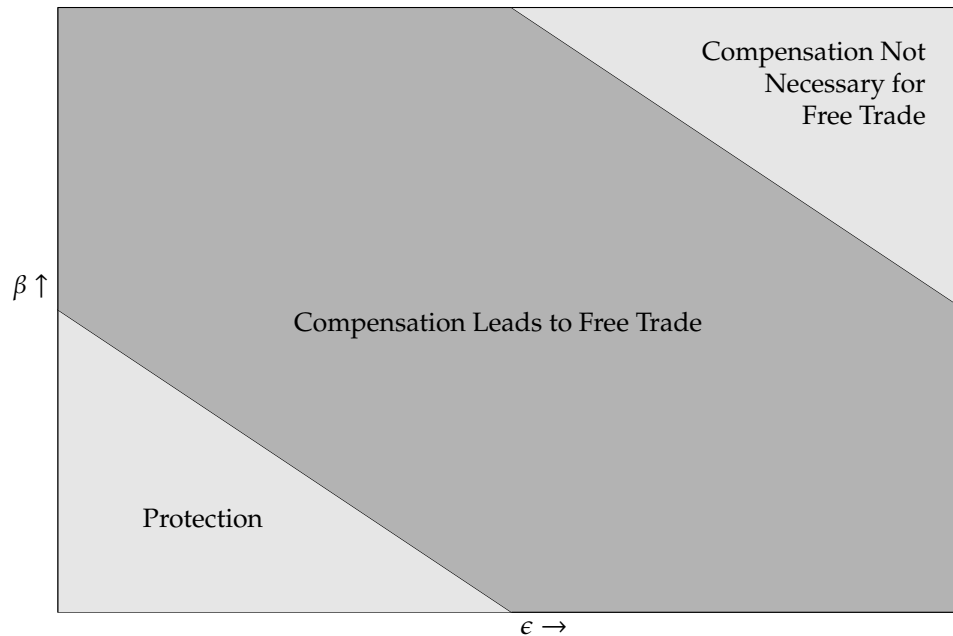 Compensation Not
Necessary for
Free Trade
β ↑
Compensation Leads to Free Trade
Protection
ϵ →